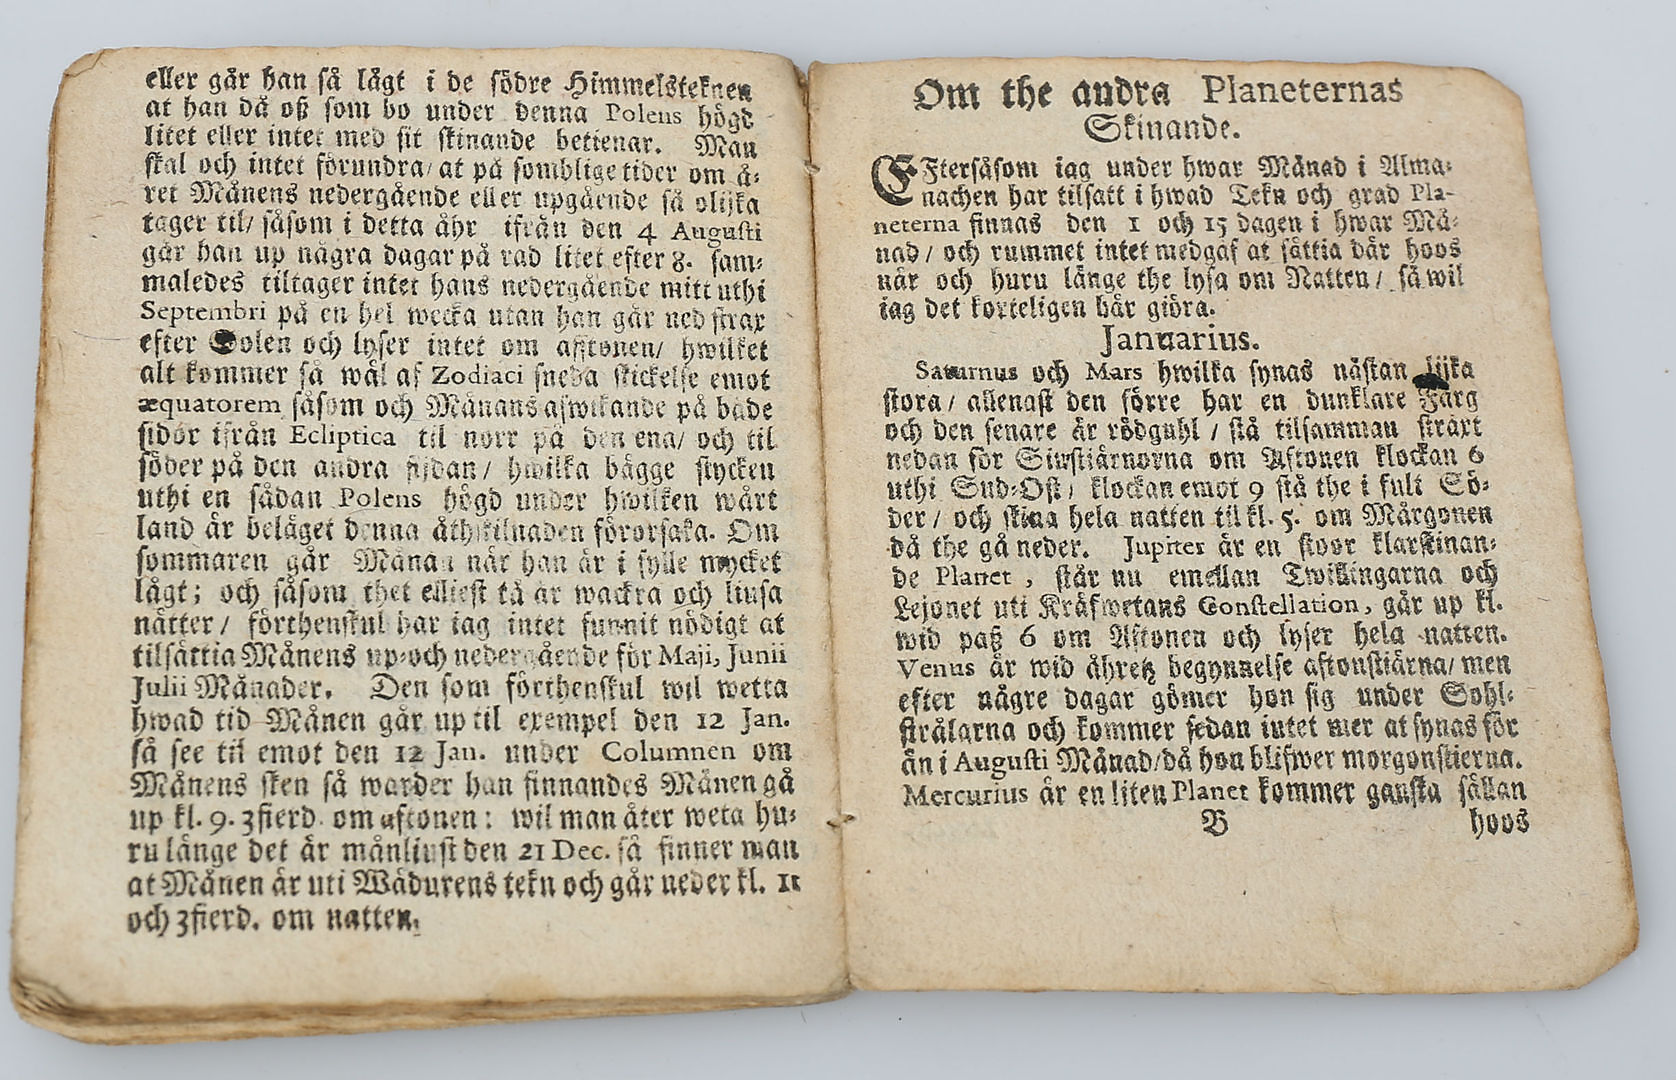 eller går han så lågt i de södre Himmelsteknen
at han då oß som bo under denna Polens högd
litet eller intet med sit skinande betienar. Man
skal och intet förundra/ at på somblige tider om å-
ret Månens nedergående eller upgående så olijka
tager til/ såsom i detta åhr ifrån den 4 Augusti
går han up några dagar på rad litet efter 8. sam-
maledes tiltager intet hans nedergående mitt uthi
Septembri på en hel wecka utan han går ned strax
efter Solen och lyser intet om afftonen/ hwilket
alt kommer så wäl af Zodiaci sneda skickelse emot
æquatorem såsom och Månans afwikande på både
sidor ifrån Ecliptica til norr på den ena/ och til
söder på den andra sijdan/ hwilka bägge stycken
uthi en sådan Polens högd under hwilken wårt
land är beläget denna åthskilnaden förorsaka. Om
sommaren går Månan när han är i fylle mycket
lågt; och såsom thet elliest tå är wackra och liusa
nätter/ förthenskul har iag intet funnit nödigt at
tilsättia Månens up-och nedergående för Maji, Junii
Julii Månader. Den som förthenskul wil wetta
hwad tid Månen går up til exempel den 12 Jan.
så see til emot den 12 Jan. under Columnen om
Månens sken så warder han finnandes Månen gå
up kl. 9. 3fierd. om aftonen: wil man åter weta hu-
ru länge det är månliust den 21 Dec. så finner man
at Månen är uti Wädurens tekn och går neder kl. 11
och 3fierd. om natten.
Om the andra Planeternas
Skinande.
EFtersåsom iag under hwar Månad i Alma-
nachen har tilsatt i hwad Tekn och grad Pla-
neterna finnas den 1 och 15 dagen i hwar Må-
nad/ och rummet intet medgaf at sättia där hoos
när och huru länge the lysa om Natten/ så wil
iag det korteligen här giöra.
Januarius.
Saturnus och Mars hwilka synas nästan lijka
stora/ allenast den förre har en dunklare Färg
och den senare är rödguhl/ stå tilsamman straxt
nedan för Siwstiärnorna om Aftonen klockan 6
uthi Sud-Ost/ klockan emot 9 stå the i fult Sö-
der/ och skina hela natten til kl. 5. om Mårgonen
då the gå neder. Jupiter är en stoor klarskinan-
de Planet, står nu emellan Twillingarna och
Lejonet uti Kräfwetans Constellation, går up kl.
wid paß 6 om Aftonen och lyser hela natten.
Venus är wid åhretz begynnelse aftonstiärna/ men
efter någre dagar gömer hon sig under Sohl-
strålarna och kommer sedan intet mer at synas för
än i Augusti Månad/då hon blifwer morgonstierna.
Mercurius är en liten Planet kommer ganska sällan
B hoos